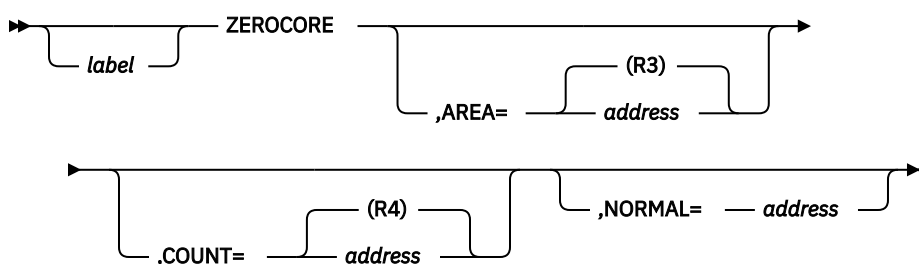 ZEROCORE
label
(R3)
,AREA= address
(R4)
,COUNT= address
,NORMAL= address